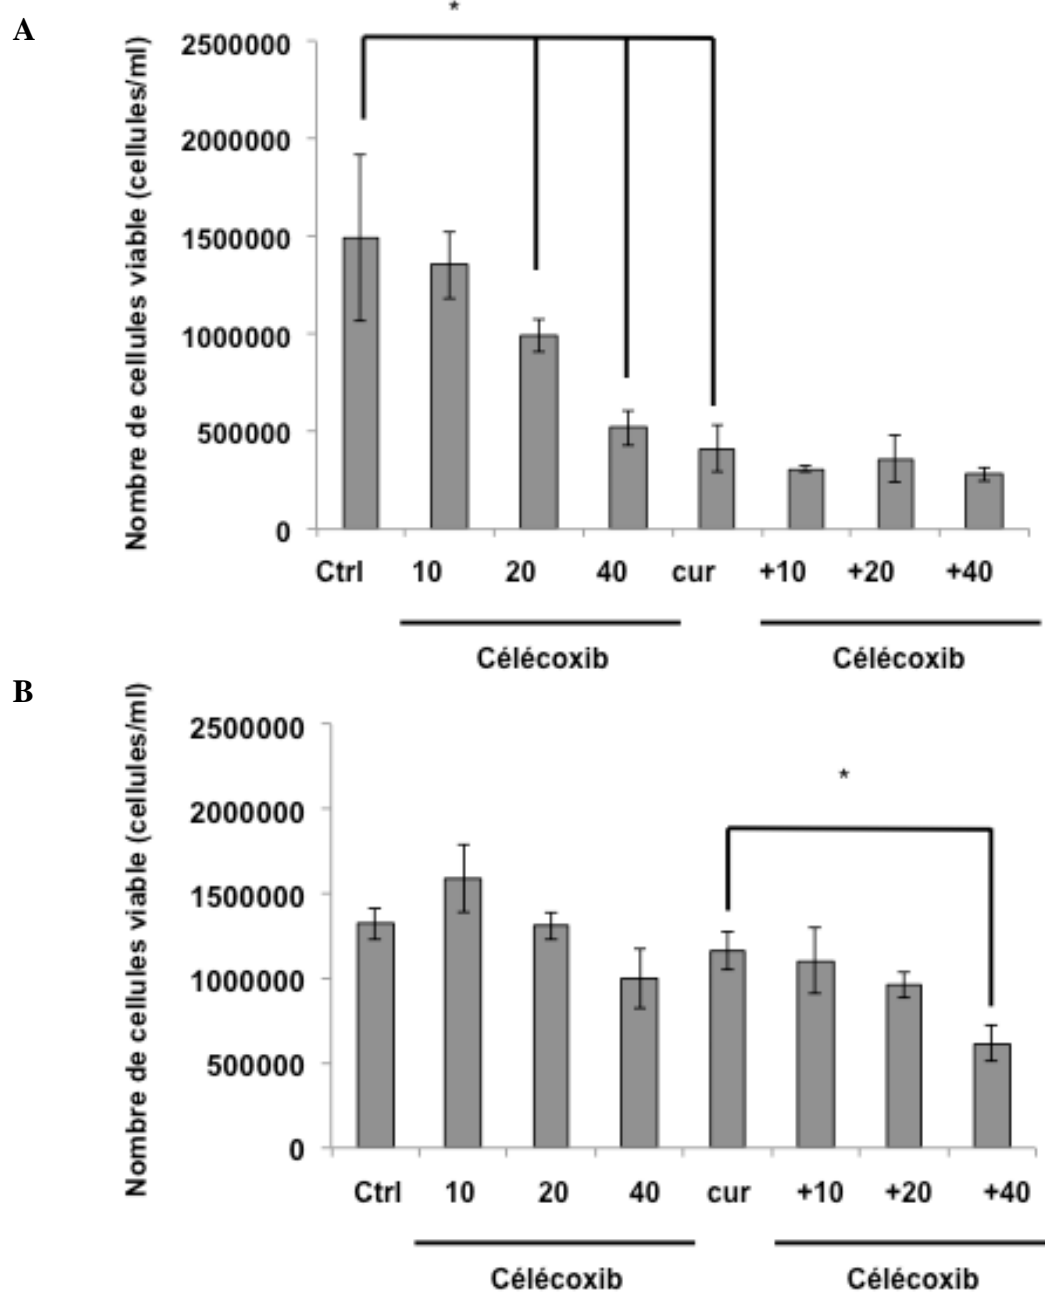 A
*
Nombre de cellules viable (cellules/ml)
2500000
2000000
1500000
1000000
500000
0
Ctrl 10 20 40 cur +10 +20 +40
Célécoxib Célécoxib
B
*
Nombre de cellules viable (cellules/ml)
2500000
2000000
1500000
1000000
500000
0
Ctrl 10 20 40 cur +10 +20 +40
Célécoxib Célécoxib